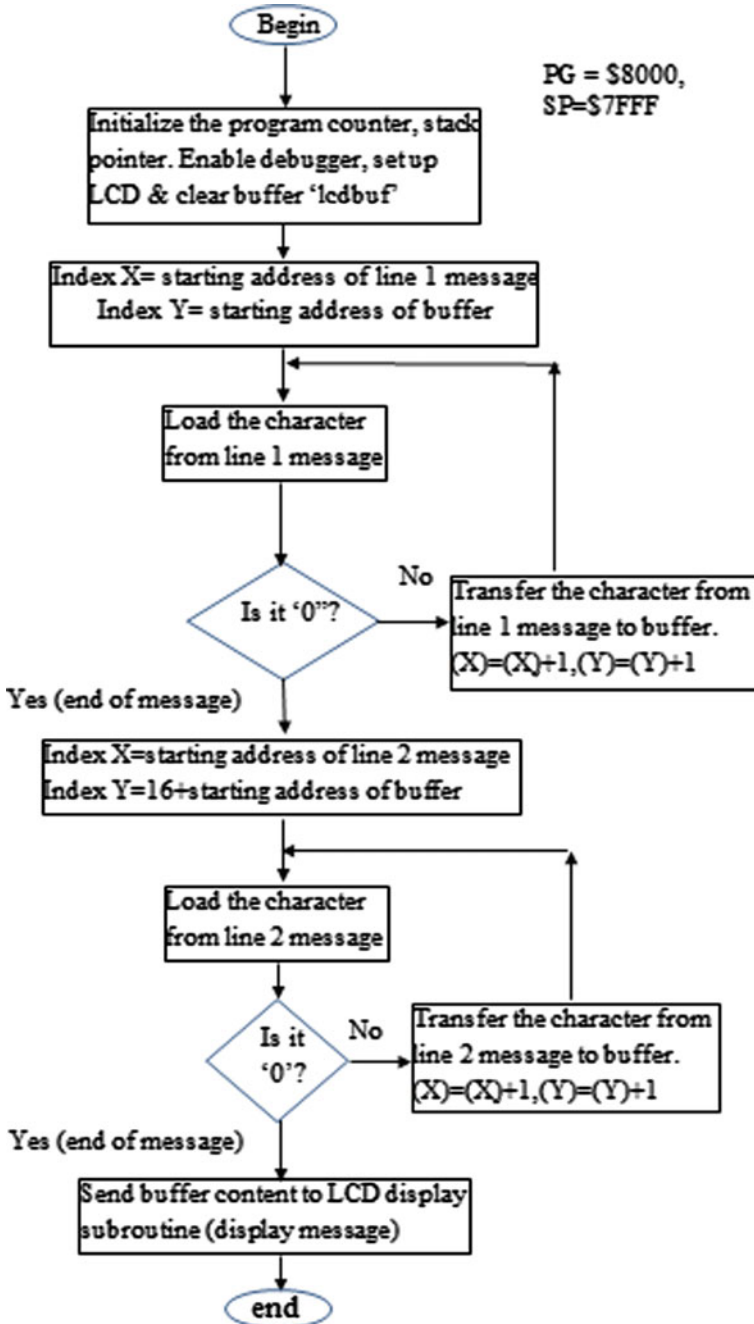 Begin
PG = $8000,
SP=$7FFF
Initialize the program counter, stack
pointer. Enable debugger, set up
LCD & clear buffer ‘lcdbuf’
Index X= starting address of line 1 message
Index Y= starting address of buffer
Load the character
from line 1 message
Is it ‘0”?
No
Transfer the character from
line 1 message to buffer.
(X)=(X)+1,(Y)=(Y)+1
Yes (end of message)
Index X=starting address of line 2 message
Index Y=16+starting address of buffer
Load the character
from line 2 message
Is it
‘0’?
No
Transfer the character from
line 2 message to buffer.
(X)=(X)+1,(Y)=(Y)+1
Yes (end of message)
Send buffer content to LCD display
subroutine (display message)
end